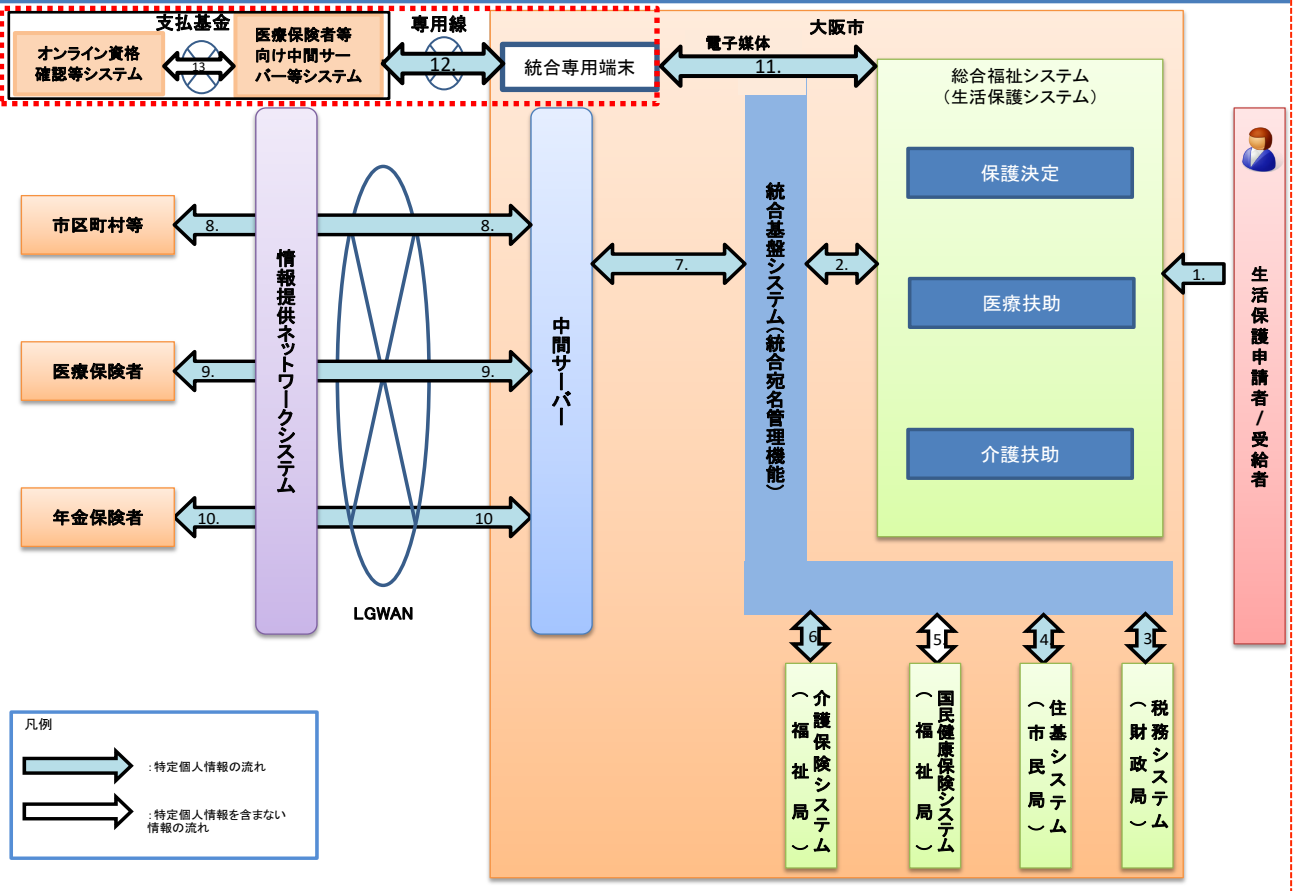 支払基金
専用線
大阪市
オンライン資格
確認等システム
13
医療保険者等
向け中間サー
バー等システム
12.
統合専用端末
電子媒体
11.
総合福祉システム
(生活保護システム)
保護決定
医療扶助
介護扶助
市区町村等
8.
8.
医療保険者
9.
9.
年金保険者
10.
10
情報提供ネットワークシステム
LGWAN
中間サーバー
7.
統合基盤システム(統合宛名管理機能)
2.
1.
生活保護申請者/受給者
6
5.
4
3
介護保険システム
(福祉局)
国民健康保険システム
(福祉局)
住基システム
(市民局)
税務システム
(財政局)
凡例
:特定個人情報の流れ
:特定個人情報を含まない
情報の流れ